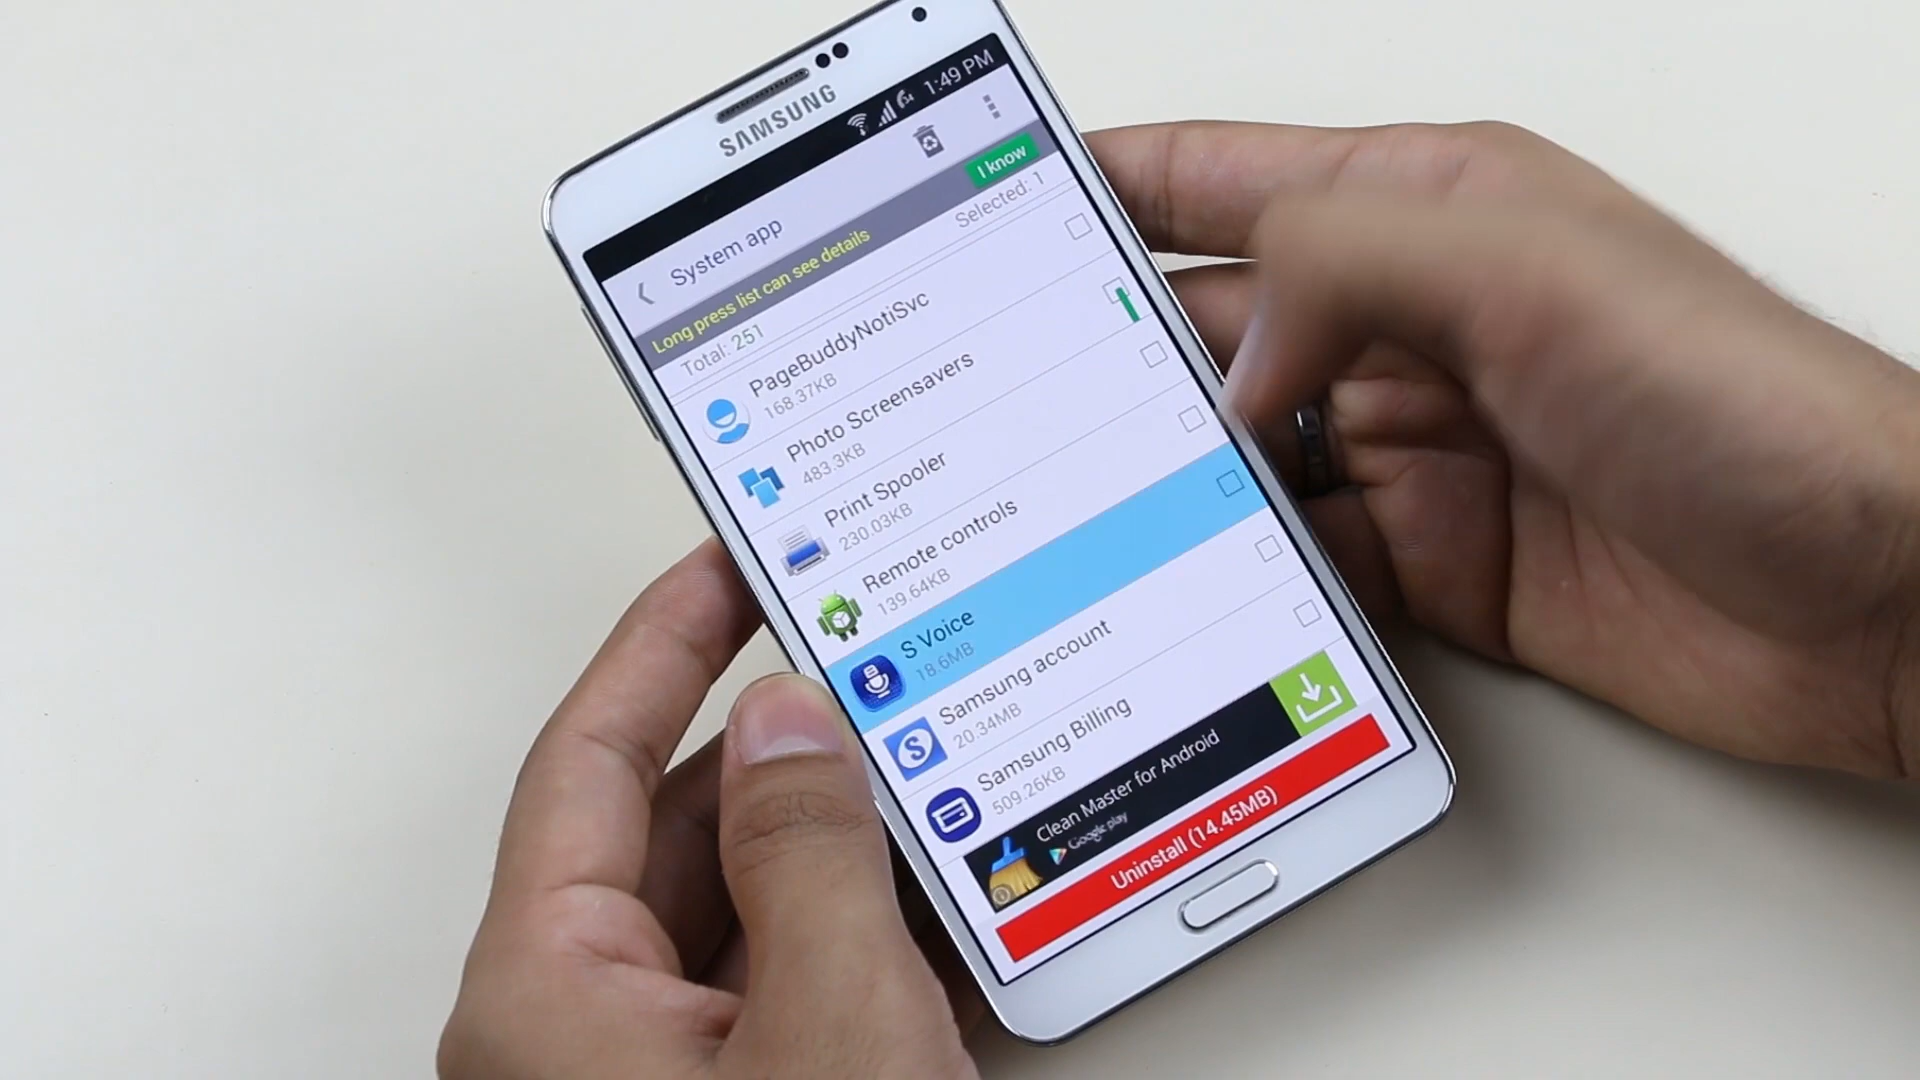 SAMSUNG
1:49 PM
System app
Long press list can see details
I know
Total: 251
Selected: 1
PageBuddyNotiSvc
168.37KB
Photo Screensavers
483.3KB
Print Spooler
230.03KB
Remote controls
139.64KB
S Voice
18.6MB
Samsung account
20.34MB
Samsung Billing
509.26KB
Clean Master for Android
Google play
Uninstall (14.45MB)